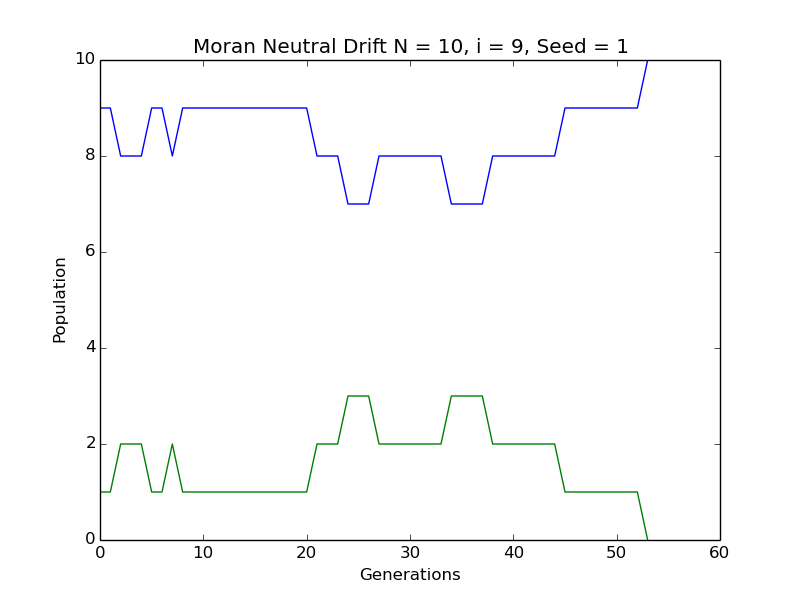 Moran Neutral Drift N = 10, i = 9, Seed = 1
10
8
6
4
2
0
Population
0 10 20 30 40 50 60
Generations